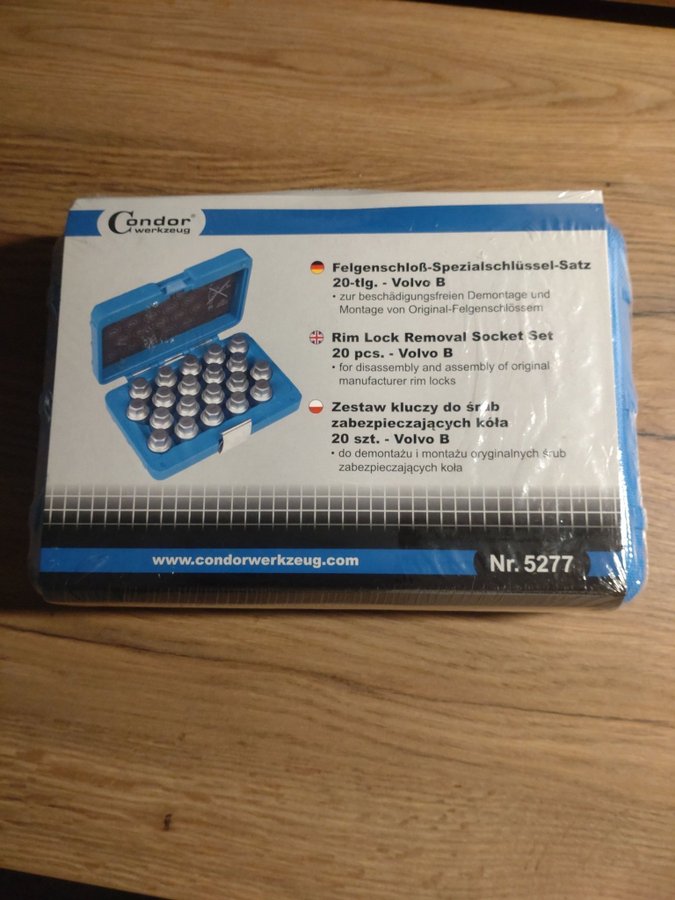 Condor®
werkzeug
Felgenschloß-Spezialschlüssel-Satz
20-tlg. - Volvo B
• zur beschädigungsfreien Demontage und
Montage von Original-Felgenschlössern
Rim Lock Removal Socket Set
20 pcs. - Volvo B
• for disassembly and assembly of original
manufacturer rim locks
Zestaw kluczy do śrub
zabezpieczających kóła
20 szt. - Volvo B
• do demontażu i montażu oryginalnych śrub
zabezpieczających koła
www.condorwerkzeug.com
Nr. 5277